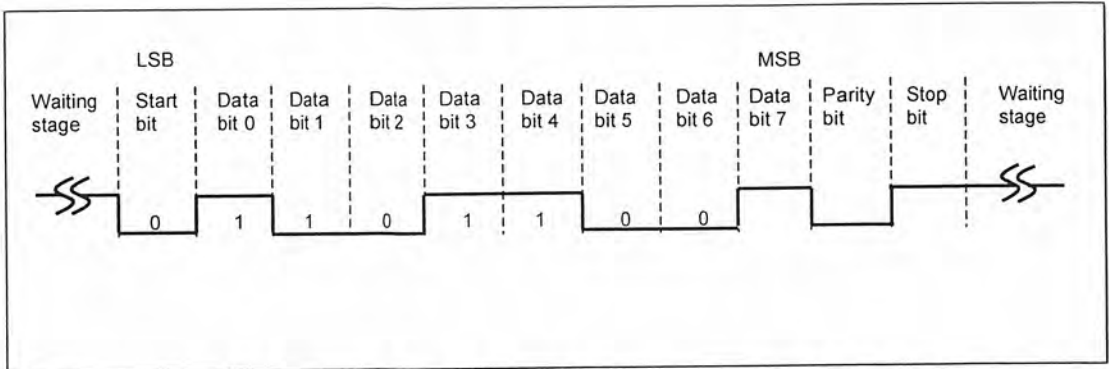 LSB MSB
Waiting Start Data Data Data Data Data Data Data Data Parity Stop Waiting
stage bit bit 0 bit 1 bit 2 bit 3 bit 4 bit 5 bit 6 bit 7 bit bit stage
0 1 1 0 1 1 0 0